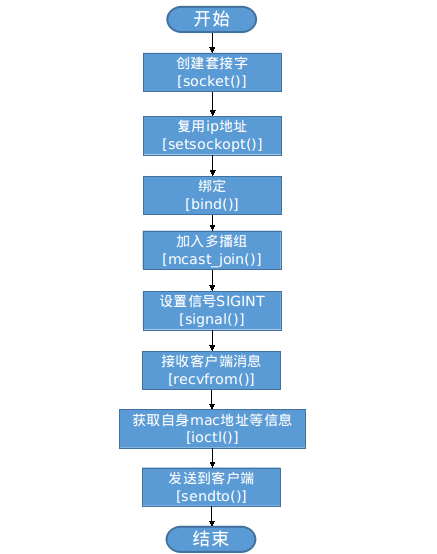 开始
创建套接字
[socket()]
复用ip地址
[setsockopt()]
绑定
[bind()]
加入多播组
[mcast_join()]
设置信号SIGINT
[signal()]
接收客户端消息
[recvfrom()]
获取自身mac地址等信息
[ioctl()]
发送到客户端
[sendto()]
结束